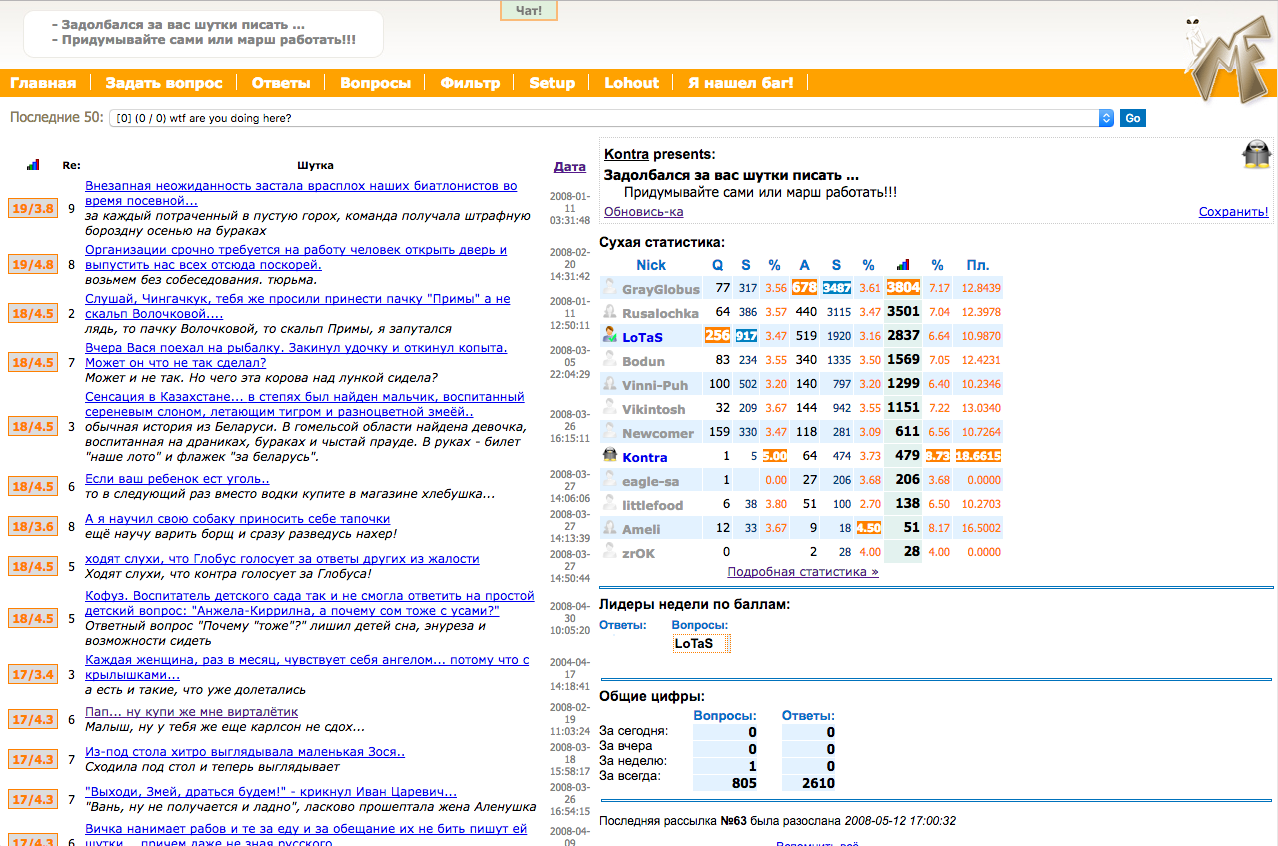 - Задолбался за вас шутки писать ...
- Придумывайте сами или марш работать!!!
Чат!
Главная
Задать вопрос
Ответы
Вопросы
Фильтр
Setup
Lohout
Я нашел баг!
Последние 50:
[0] (0 / 0) wtf are you doing here?
Go
Re: Шутка Дата
19/3.8 9
Внезапная неожиданность застала врасплох наших биатлонистов во
время посевной...
за каждый потраченный в пустую горох, команда получала штрафную
бороздну осенью на бураках
2008-01-
11
03:31:48
19/4.8 8
Организации срочно требуется на работу человек открыть дверь и
выпустить нас всех отсюда поскорей.
возьмем без собеседования. тюрьма.
2008-02-
20
14:31:42
18/4.5 2
Слушай, Чингачкук, тебя же просили принести пачку "Примы" а не
скальп Волочковой....
лядь, то пачку Волочковой, то скальп Примы, я запутался
2008-01-
11
12:50:11
18/4.5 7
Вчера Вася поехал на рыбалку. Закинул удочку и откинул копыта.
Может он что не так сделал?
Может и не так. Но чего эта корова над лункой сидела?
2008-03-
05
22:04:29
18/4.5 3
Сенсация в Казахстане... в степях был найден мальчик, воспитанный
сереневым слоном, летающим тигром и разноцветной змеёй..
обычная история из Беларуси. В гомельсой области найдена девочка,
воспитанная на драниках, бураках и чыстай прауде. В руках - билет
"наше лото" и флажек "за беларусь".
2008-03-
26
16:15:11
18/4.5 6
Если ваш ребенок ест уголь..
то в следующий раз вместо водки купите в магазине хлебушка...
2008-03-
27
14:06:06
18/3.6 8
А я научил свою собаку приносить себе тапочки
ещё научу варить борщ и сразу разведусь нахер!
2008-03-
27
14:13:39
18/4.5 5
ходят слухи, что Глобус голосует за ответы других из жалости
Ходят слухи, что контра голосует за Глобуса!
2008-03-
27
14:50:44
18/4.5 5
Кофуз. Воспитатель детского сада так и не смогла ответить на простой
детский вопрос: "Анжела-Киррилна, а почему сом тоже с усами?"
Ответный вопрос "Почему "тоже"?" лишил детей сна, энуреза и
возможности сидеть
2008-04-
30
10:05:20
17/3.4 3
Каждая женщина, раз в месяц, чувствует себя ангелом... потому что с
крылышками...
а есть и такие, что уже долетались
2004-04-
17
14:18:41
17/4.3 6
Пап... ну купи же мне вирталётик
Малыш, ну у тебя же еще карлсон не сдох...
2008-02-
19
11:03:24
17/4.3 7
Из-под стола хитро выглядывала маленькая Зося..
Сходила под стол и теперь выглядывает
2008-03-
18
15:58:17
17/4.3 7
"Выходи, Змей, драться будем!" - крикнул Иван Царевич...
"Вань, ну не получается и ладно", ласково прошептала жена Аленушка
2008-03-
26
16:54:15
17/4.3 6
Вичка нанимает рабов и те за еду и за обещание их не бить пишут ей
шутки... причем даже не зная русского
2008-04-
09
Kontra presents:
Задолбался за вас шутки писать ...
Придумывайте сами или марш работать!!!
Обновись-ка
Сохранить!
Сухая статистика:
Nick Q S % A S % % Пл.
GrayGlobus 77 317 3.56 678 3487 3.61 3804 7.17 12.8439
Rusalochka 64 386 3.57 440 3115 3.47 3501 7.04 12.3978
LoTaS 256 917 3.47 519 1920 3.16 2837 6.64 10.9870
Bodun 83 234 3.55 340 1335 3.50 1569 7.05 12.4231
Vinni-Puh 100 502 3.20 140 797 3.20 1299 6.40 10.2346
Vikintosh 32 209 3.67 144 942 3.55 1151 7.22 13.0340
Newcomer 159 330 3.47 118 281 3.09 611 6.56 10.7264
Kontra 1 5 5.00 64 474 3.73 479 8.73 18.6615
eagle-sa 1 0.00 27 206 3.68 206 3.68 0.0000
littlefood 6 38 3.80 51 100 2.70 138 6.50 10.2703
Ameli 12 33 3.67 9 18 4.50 51 8.17 16.5002
zrOK 0 2 28 4.00 28 4.00 0.0000
Подробная статистика »
Лидеры недели по баллам:
Ответы: Вопросы:
LoTaS
Общие цифры:
Вопросы: Ответы:
За сегодня: 0 0
За вчера 0 0
За неделю: 1 0
За всегда: 805 2610
Последняя рассылка №63 была разослана 2008-05-12 17:00:32
Вспомнить всё